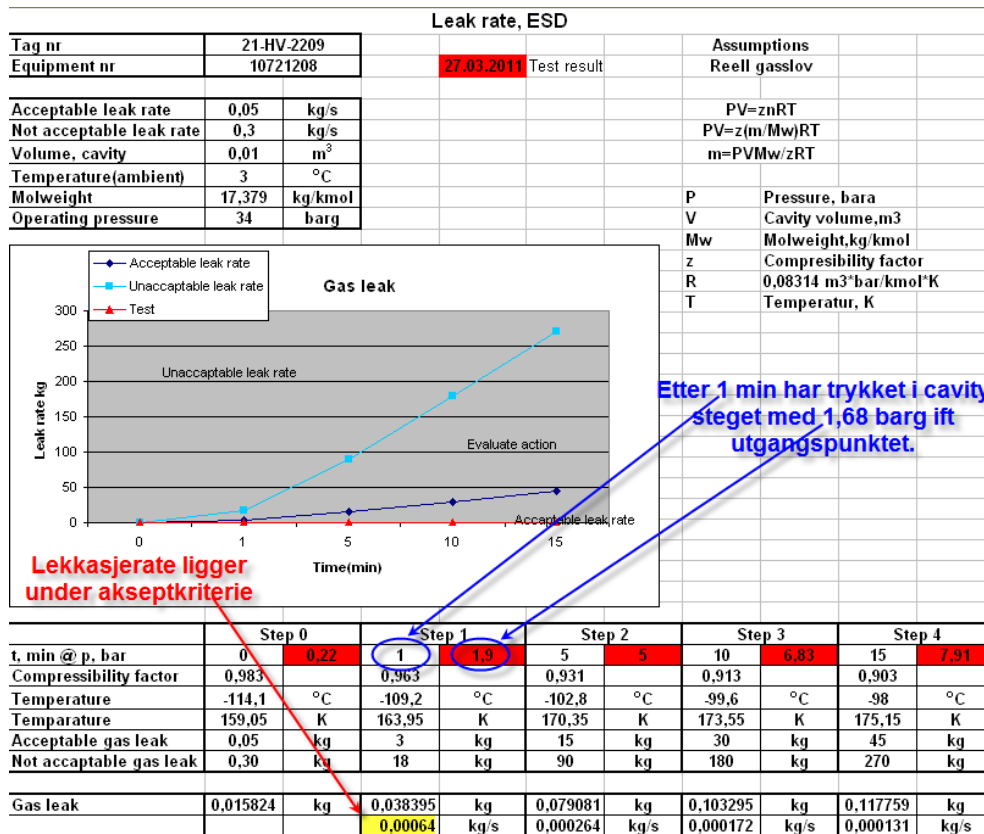 Leak rate, ESD
Tag nr 21-HV-2209 Assumptions
Equipment nr 10721208 27.03.2011 Test result Reell gasslov
Acceptable leak rate 0,05 kg/s PV=znRT
Not acceptable leak rate 0,3 kg/s PV=z(m/Mw)RT
Volume, cavity 0,01 m³ m=PVMw/zRT
Temperature(ambient) 3 °C
Molweight 17,379 kg/kmol P Pressure, bara
Operating pressure 34 barg V Cavity volume,m3
Mw Molweight,kg/kmol
z Compresibility factor
R 0,08314 m3*bar/kmol*K
T Temperatur, K
Acceptable leak rate
Unaccaptable leak rate
Test
Gas leak
300
250
200
150
100
50
0
Leak rate kg
Unaccaptable leak rate
Evaluate action
Accaptable leak rate
0 1 5 10 15
Time(min)
Etter 1 min har trykket i cavity
steget med 1,68 barg ift
utgangspunktet.
Lekkasjerate ligger
under akseptkriterie
Step 0 Step 1 Step 2 Step 3 Step 4
t, min @ p, bar 0 0,22 1 1,9 5 5 10 6,83 15 7,91
Compressibility factor 0,983 0,963 0,931 0,913 0,903
Temperature -114,1 °C -109,2 °C -102,8 °C -99,6 °C -98 °C
Temparature 159,05 K 163,95 K 170,35 K 173,55 K 175,15 K
Acceptable gas leak 0,05 kg 3 kg 15 kg 30 kg 45 kg
Not accaptable gas leak 0,30 kg 18 kg 90 kg 180 kg 270 kg
Gas leak 0,015824 kg 0,038395 kg 0,079081 kg 0,103295 kg 0,117759 kg
0,00064 kg/s 0,000264 kg/s 0,000172 kg/s 0,000131 kg/s